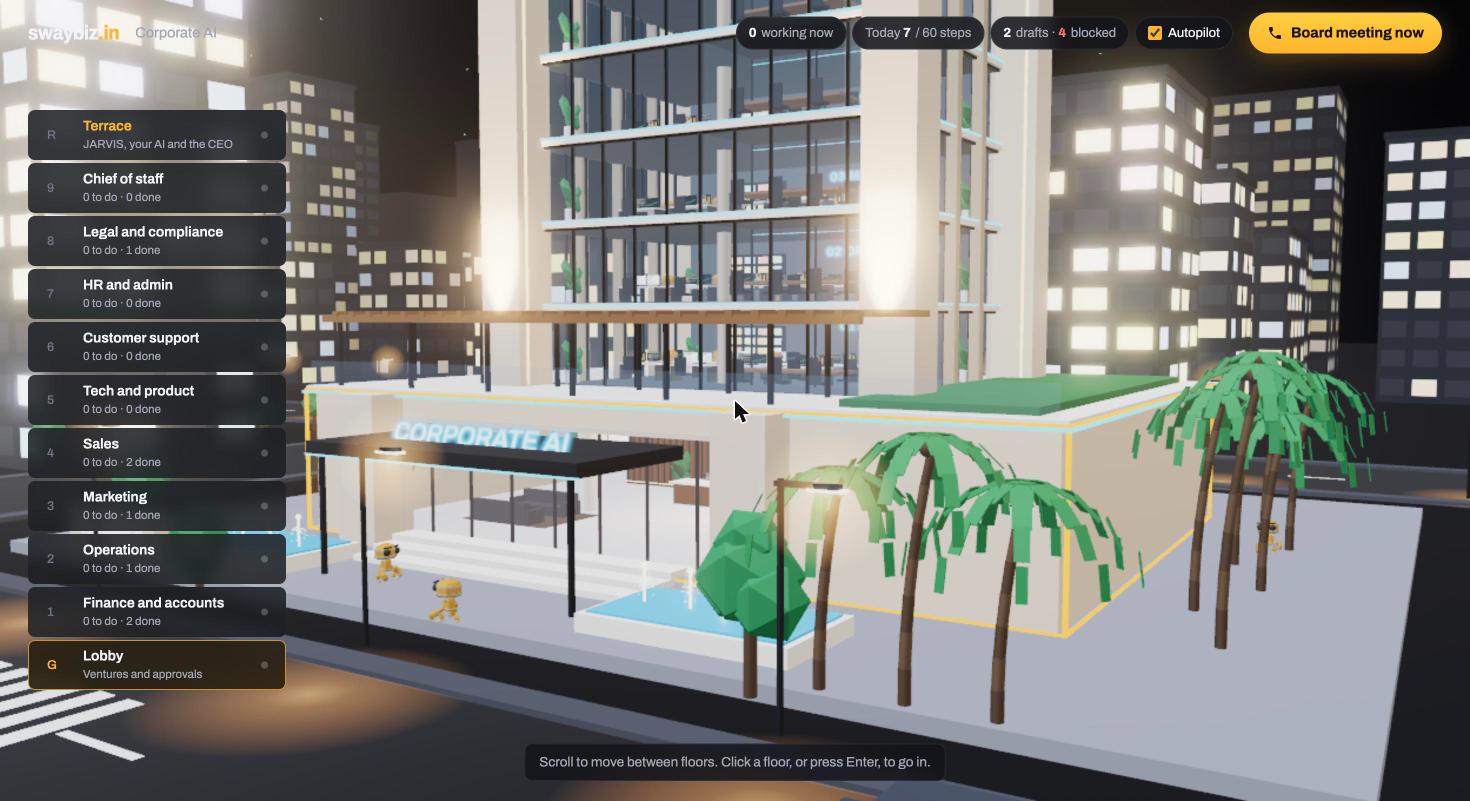 swaybiz.in Corporate AI
0 working now
Today 7 / 60 steps
2 drafts · 4 blocked
Autopilot
Board meeting now
R
Terrace
JARVIS, your AI and the CEO
9
Chief of staff
0 to do · 0 done
8
Legal and compliance
0 to do · 1 done
7
HR and admin
0 to do · 0 done
6
Customer support
0 to do · 0 done
5
Tech and product
0 to do · 0 done
4
Sales
0 to do · 2 done
3
Marketing
0 to do · 1 done
2
Operations
0 to do · 1 done
1
Finance and accounts
0 to do · 2 done
G
Lobby
Ventures and approvals
03
02
CORPORATE AI
Scroll to move between floors. Click a floor, or press Enter, to go in.